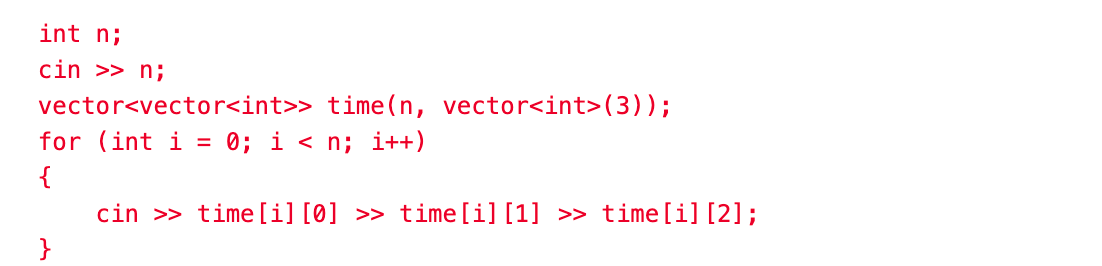 int n;
cin >> n;
vector<vector<int>> time(n, vector<int>(3));
for (int i = 0; i < n; i++)
{
    cin >> time[i][0] >> time[i][1] >> time[i][2];
}